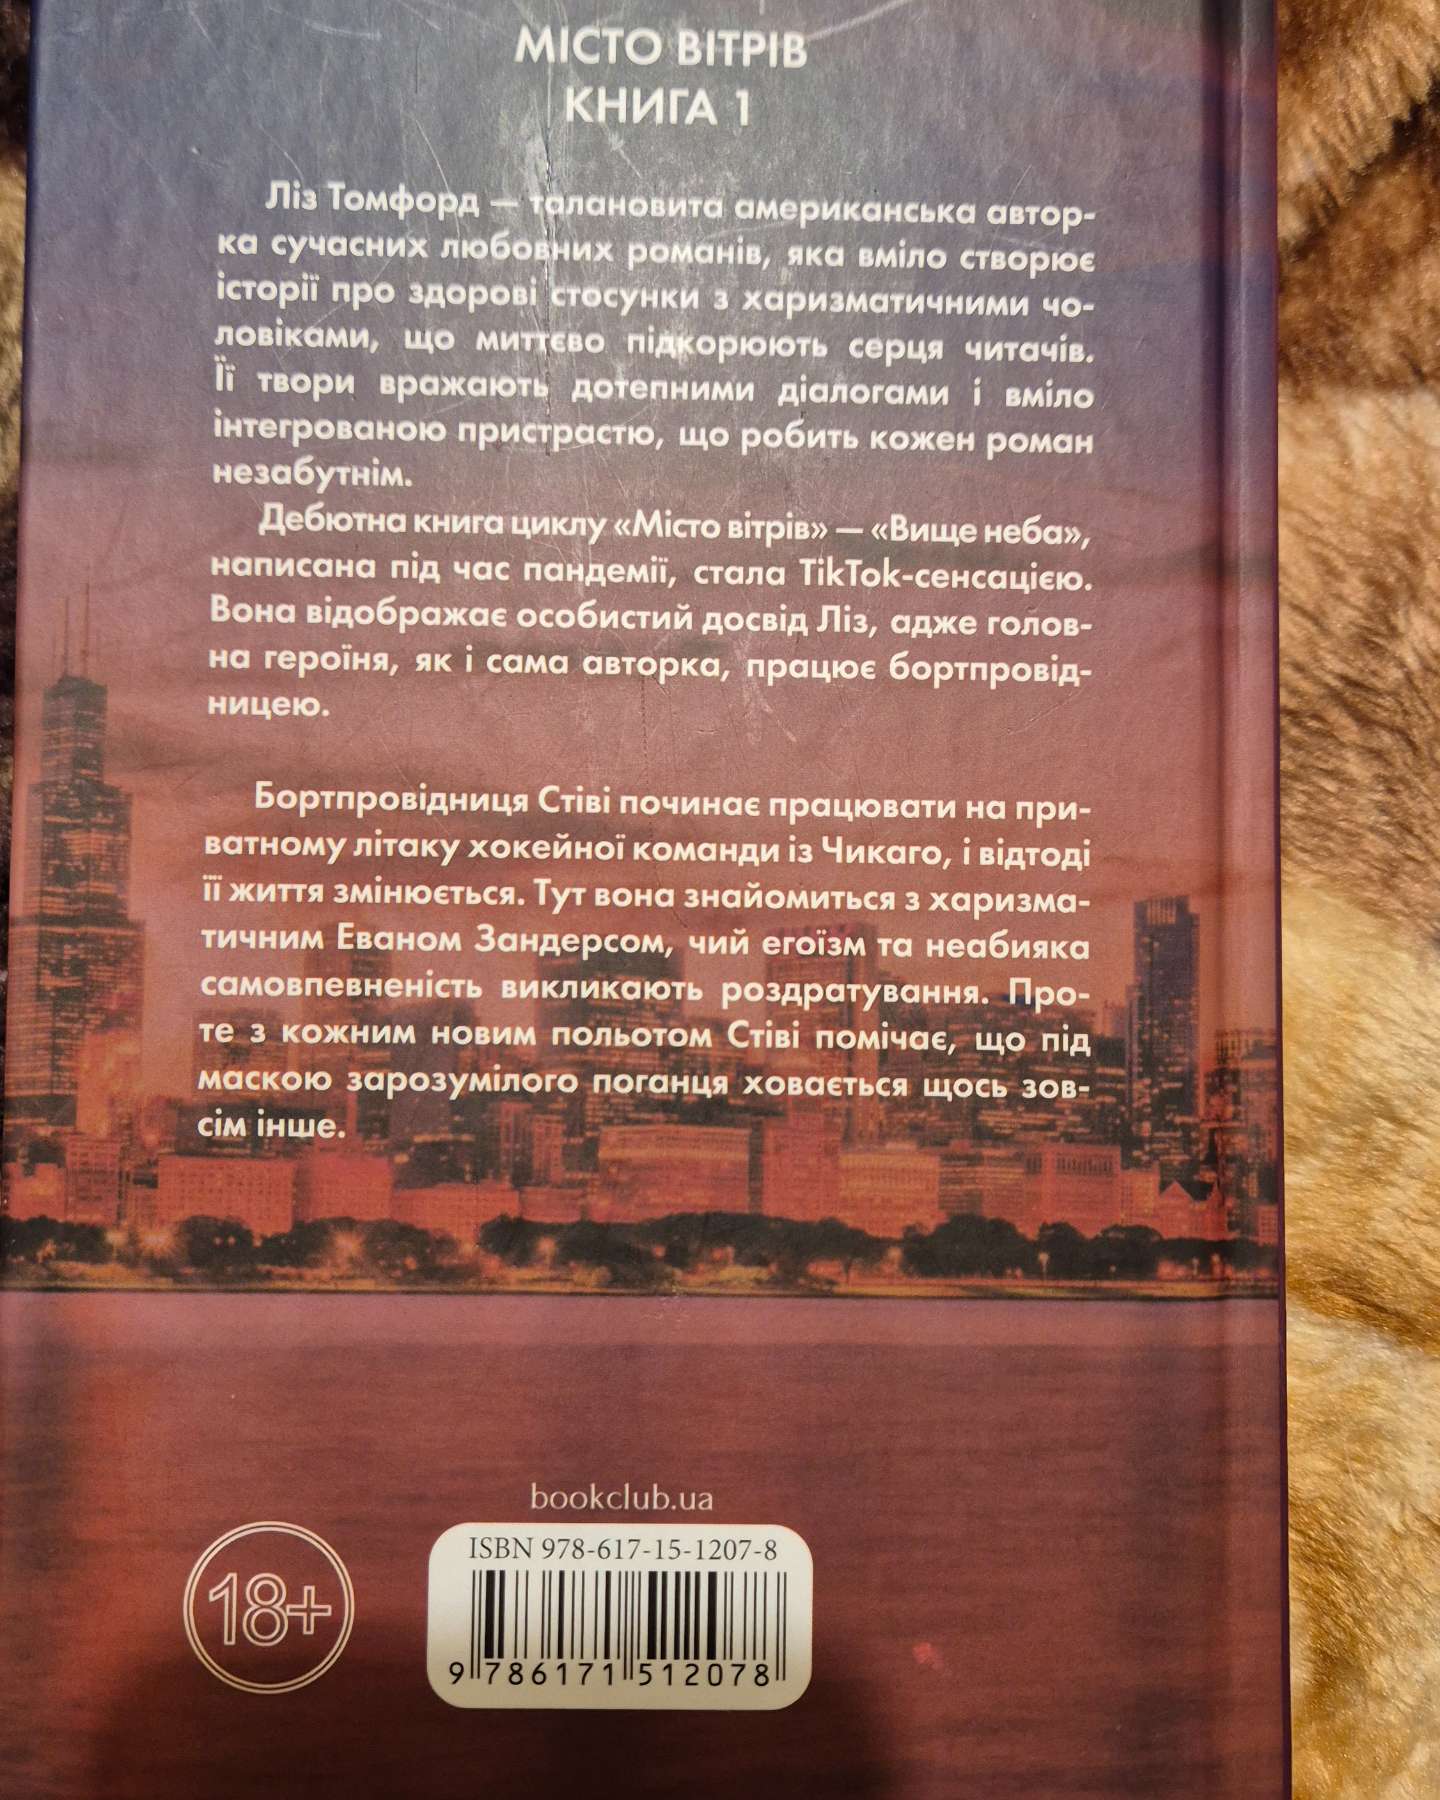 МІСТО ВІТРІВ
КНИГА 1
Ліз Томфорд — талановита американська автор-
ка сучасних любовних романів, яка вміло створює
історії про здорові стосунки з харизматичними чо-
ловіками, що миттєво підкорюють серця читачів.
Її твори вражають дотепними діалогами і вміло
інтегрованою пристрастю, що робить кожен роман
незабутнім.
Дебютна книга циклу «Місто вітрів» — «Вище неба»,
написана під час пандемії, стала TikTok-сенсацією.
Вона відображає особистий досвід Ліз, адже голов-
на героїня, як і сама авторка, працює бортпровід-
ницею.
Бортпровідниця Стіві починає працювати на при-
ватному літаку хокейної команди із Чикаго, і відтоді
її життя змінюється. Тут вона знайомиться з харизма-
тичним Еваном Зандерсом, чий егоїзм та неабияка
самовпевненість викликають роздратування. Про-
те з кожним новим польотом Стіві помічає, що під
маскою зарозумілого поганця ховається щось зов-
сім інше.
bookclub.ua
18+
ISBN 978-617-15-1207-8
9 786171 512078